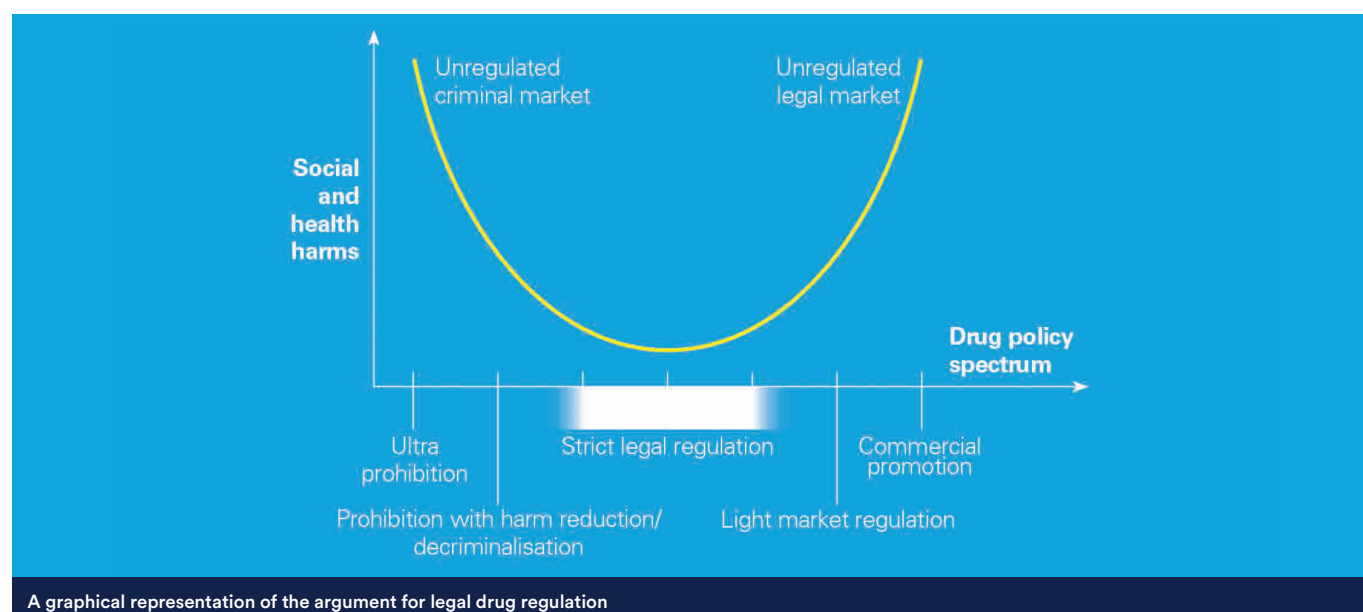 Unregulated
criminal market
Unregulated
legal market
Social
and
health
harms
Drug policy
spectrum
Ultra
prohibition
Strict legal regulation
Commercial
promotion
Prohibition with harm reduction/
decriminalisation
Light market regulation
A graphical representation of the argument for legal drug regulation